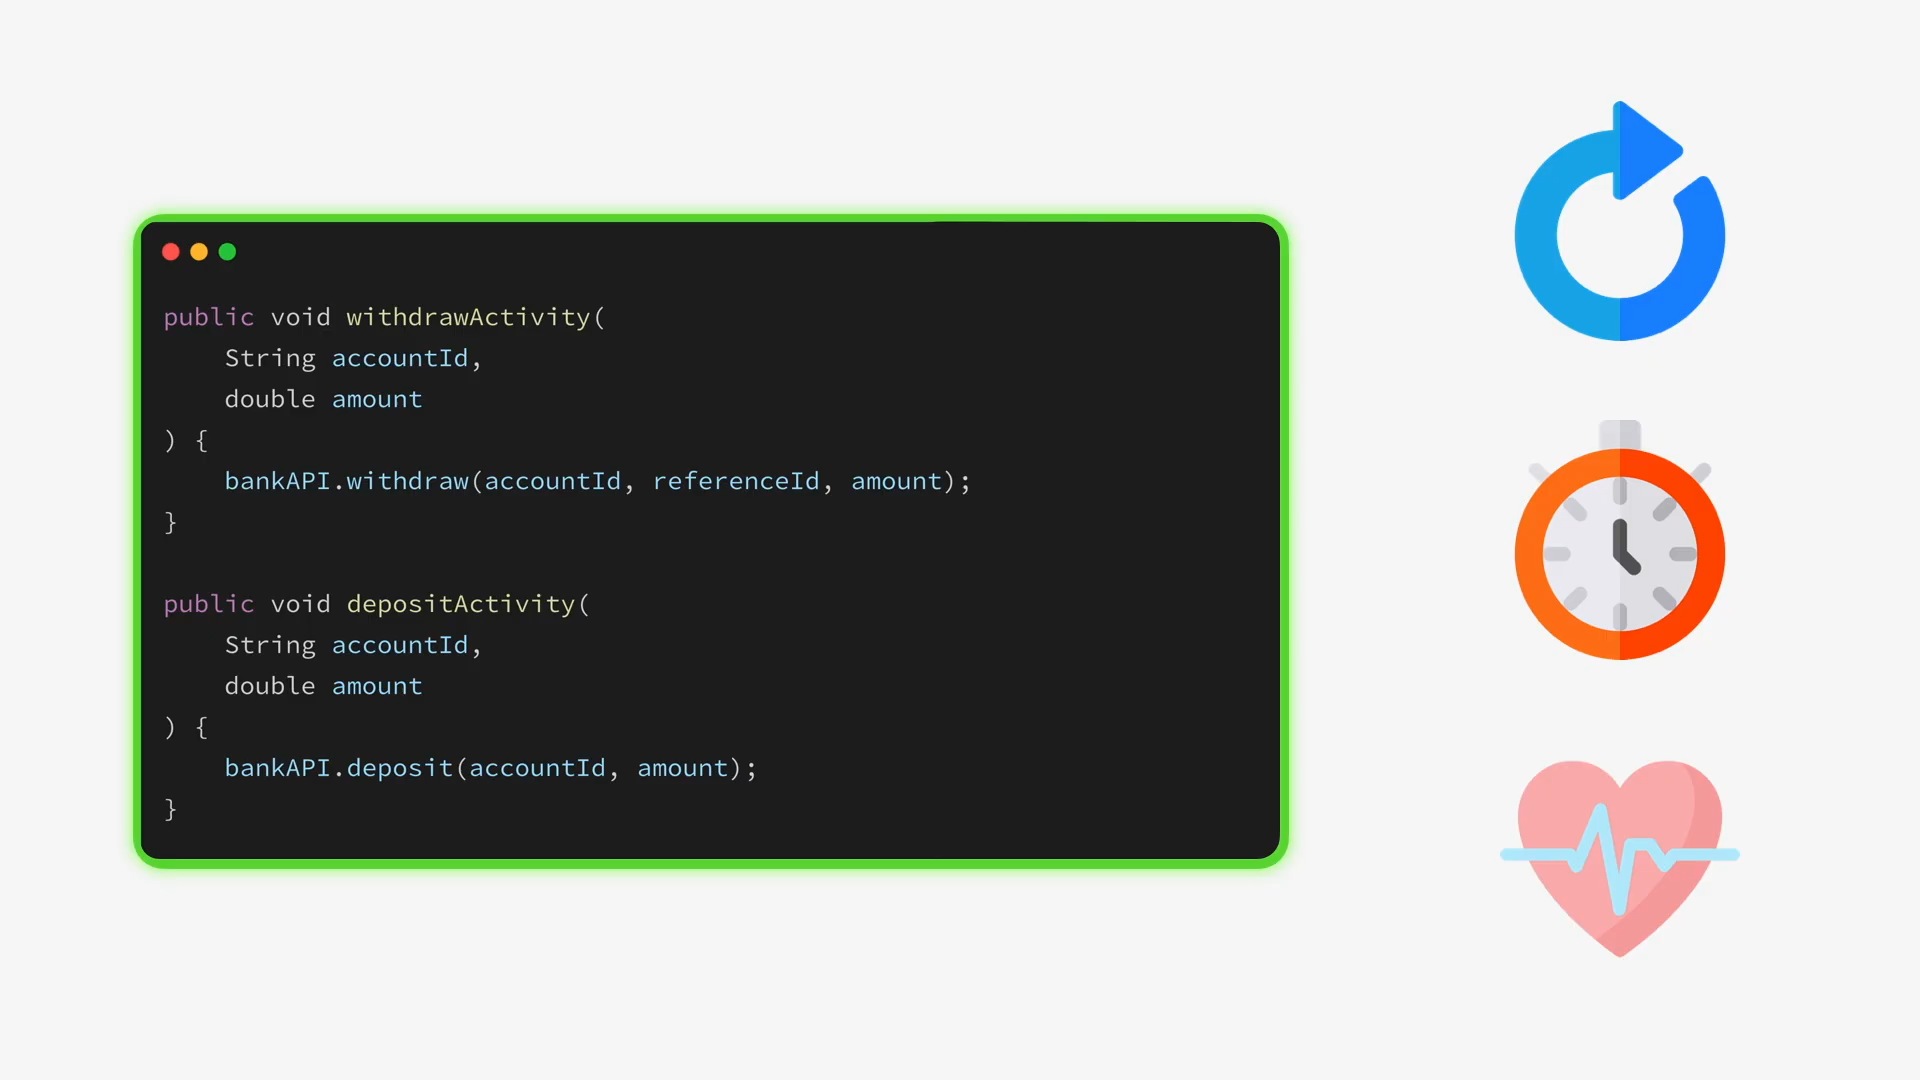 public void withdrawActivity(
    String accountId,
    double amount
) {
    bankAPI.withdraw(accountId, referenceId, amount);
}

public void depositActivity(
    String accountId,
    double amount
) {
    bankAPI.deposit(accountId, amount);
}